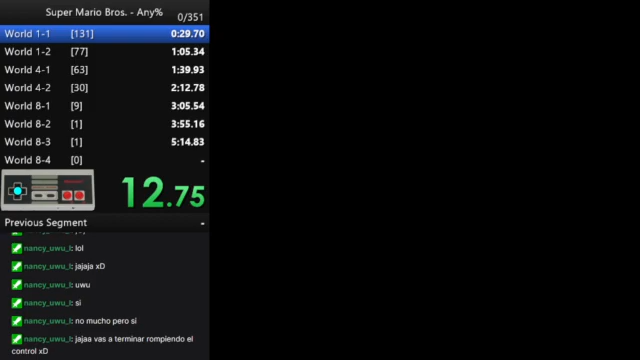 Super Mario Bros. - Any%
0/351
World 1-1 [131] 0:29.70
World 1-2 [77] 1:05.34
World 4-1 [63] 1:39.93
World 4-2 [30] 2:12.78
World 8-1 [9] 3:05.54
World 8-2 [1] 3:55.16
World 8-3 [1] 5:14.83
World 8-4 [0] -
12.75
Previous Segment -
nancy_uwu_l: lol
nancy_uwu_l: jajaja xD
nancy_uwu_l: uwu
nancy_uwu_l: si
nancy_uwu_l: no mucho pero si
nancy_uwu_l: jajaa vas a terminar rompiendo el
control xD